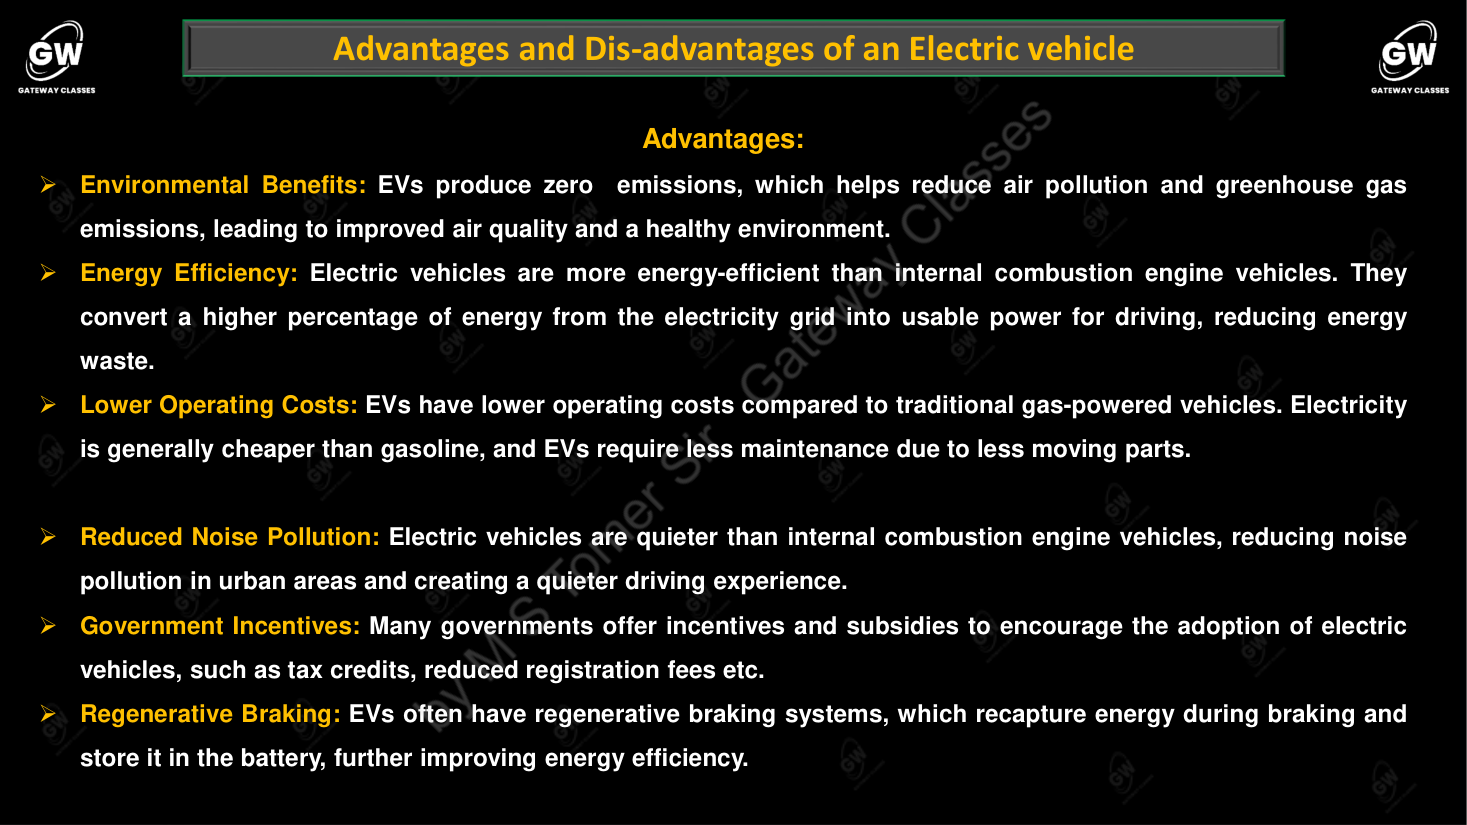 GW
GATEWAY CLASSES
Advantages and Dis-advantages of an Electric vehicle
GW
GATEWAY CLASSES
Advantages:
Environmental Benefits: EVs produce zero emissions, which helps reduce air pollution and greenhouse gas
emissions, leading to improved air quality and a healthy environment.
Energy Efficiency: Electric vehicles are more energy-efficient than internal combustion engine vehicles. They
convert a higher percentage of energy from the electricity grid into usable power for driving, reducing energy
waste.
Lower Operating Costs: EVs have lower operating costs compared to traditional gas-powered vehicles. Electricity
is generally cheaper than gasoline, and EVs require less maintenance due to less moving parts.
Reduced Noise Pollution: Electric vehicles are quieter than internal combustion engine vehicles, reducing noise
pollution in urban areas and creating a quieter driving experience.
Government Incentives: Many governments offer incentives and subsidies to encourage the adoption of electric
vehicles, such as tax credits, reduced registration fees etc.
Regenerative Braking: EVs often have regenerative braking systems, which recapture energy during braking and
store it in the battery, further improving energy efficiency.
by M S Tomer Sir Gateway Classes